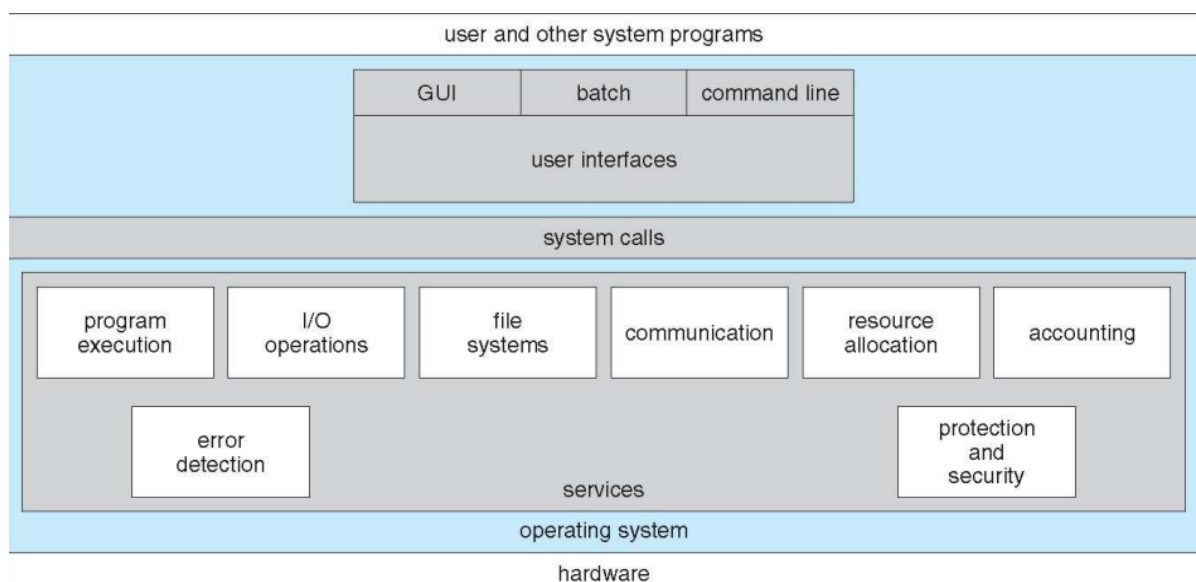 user and other system programs
GUI
batch
command line
user interfaces
system calls
program
execution
I/O
operations
file
systems
communication
resource
allocation
accounting
error
detection
protection
and
security
services
operating system
hardware